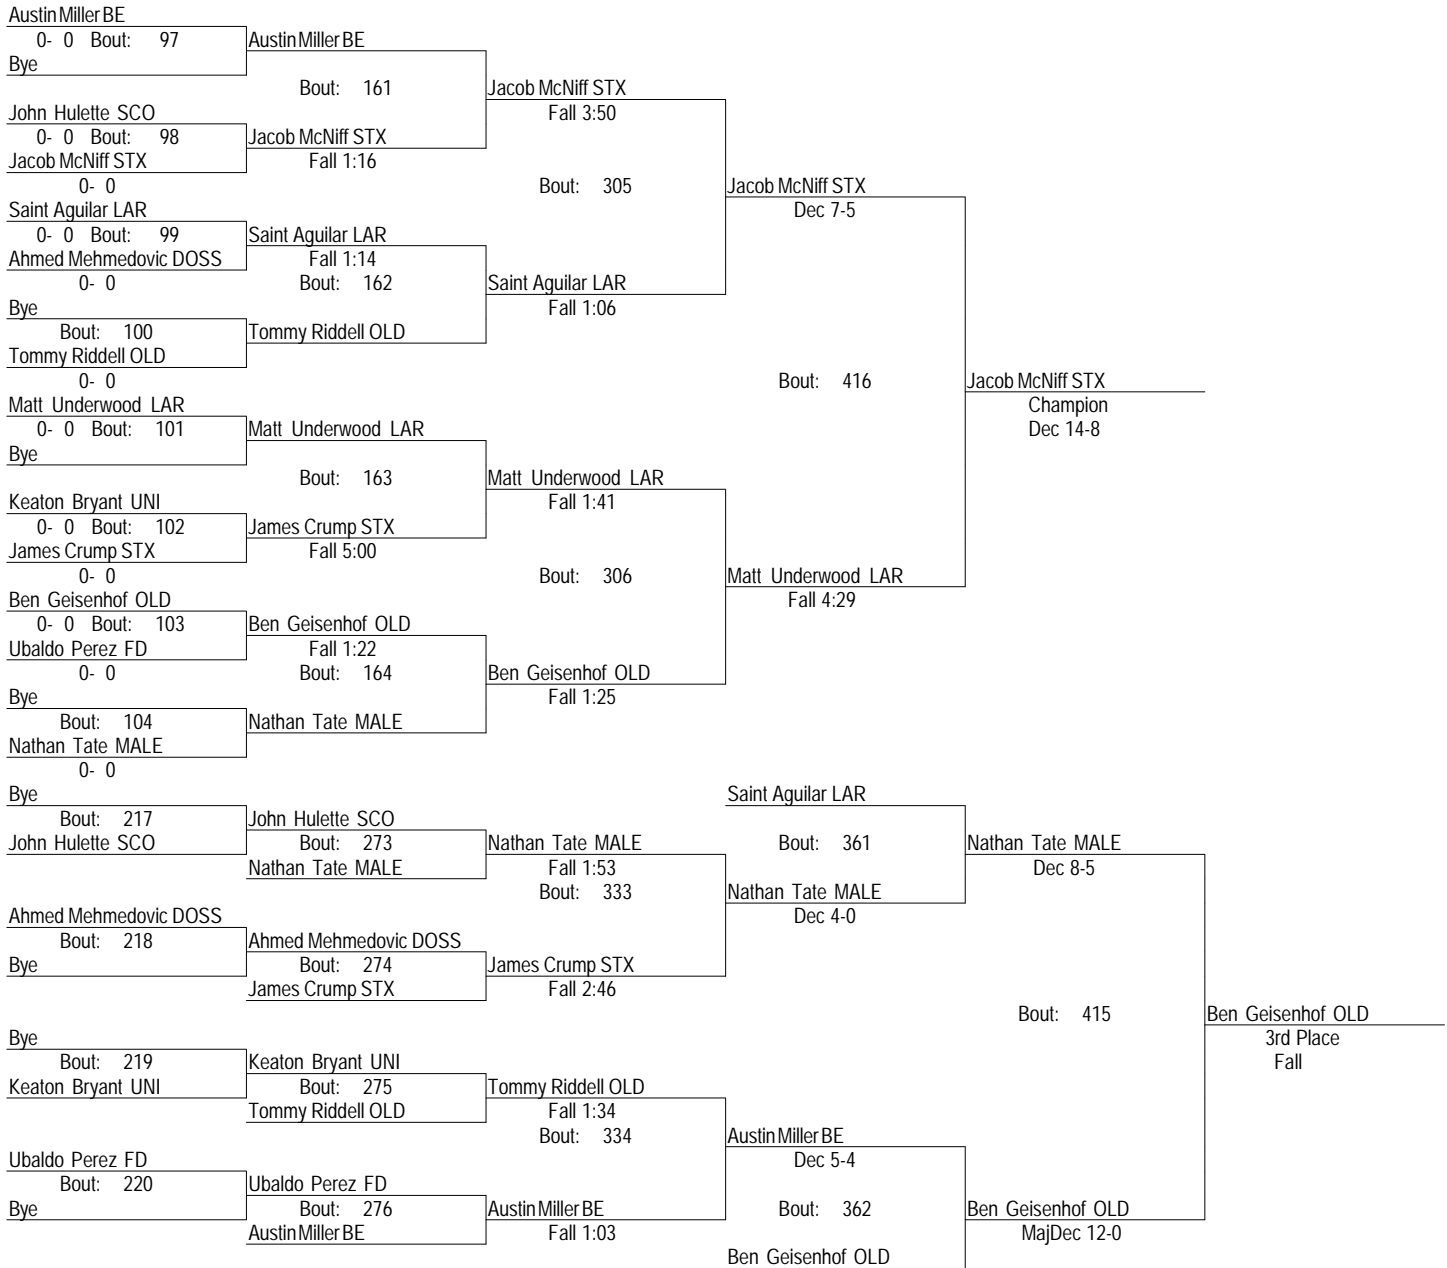 Austin Miller BE
0- 0 Bout: 97 Austin Miller BE
Bye
Bout: 161 Jacob McNiff STX
John Hulette SCO Fall 3:50
0- 0 Bout: 98 Jacob McNiff STX
Jacob McNiff STX Fall 1:16
0- 0 Bout: 305 Jacob McNiff STX
Saint Aguilar LAR Dec 7-5
0- 0 Bout: 99 Saint Aguilar LAR
Ahmed Mehmedovic DOSS Fall 1:14
0- 0 Bout: 162 Saint Aguilar LAR
Bye Fall 1:06
Bout: 100 Tommy Riddell OLD
Tommy Riddell OLD
0- 0 Bout: 416 Jacob McNiff STX
Matt Underwood LAR Champion
0- 0 Bout: 101 Matt Underwood LAR Dec 14-8
Bye
Bout: 163 Matt Underwood LAR
Keaton Bryant UNI Fall 1:41
0- 0 Bout: 102 James Crump STX
James Crump STX Fall 5:00
0- 0 Bout: 306 Matt Underwood LAR
Ben Geisenhof OLD Fall 4:29
0- 0 Bout: 103 Ben Geisenhof OLD
Ubaldo Perez FD Fall 1:22
0- 0 Bout: 164 Ben Geisenhof OLD
Bye Fall 1:25
Bout: 104 Nathan Tate MALE
Nathan Tate MALE
0- 0
Bye Saint Aguilar LAR
Bout: 217 John Hulette SCO
John Hulette SCO Bout: 273 Nathan Tate MALE Bout: 361 Nathan Tate MALE
Nathan Tate MALE Fall 1:53 Dec 8-5
Bout: 333 Nathan Tate MALE
Ahmed Mehmedovic DOSS Dec 4-0
Bout: 218 Ahmed Mehmedovic DOSS
Bye Bout: 274 James Crump STX
James Crump STX Fall 2:46
Bout: 415 Ben Geisenhof OLD
Bye 3rd Place
Bout: 219 Keaton Bryant UNI Fall
Keaton Bryant UNI Bout: 275 Tommy Riddell OLD
Tommy Riddell OLD Fall 1:34
Bout: 334 Austin Miller BE
Ubaldo Perez FD Dec 5-4
Bout: 220 Ubaldo Perez FD
Bye Bout: 276 Austin Miller BE Bout: 362 Ben Geisenhof OLD
Austin Miller BE Fall 1:03 MajDec 12-0
Ben Geisenhof OLD